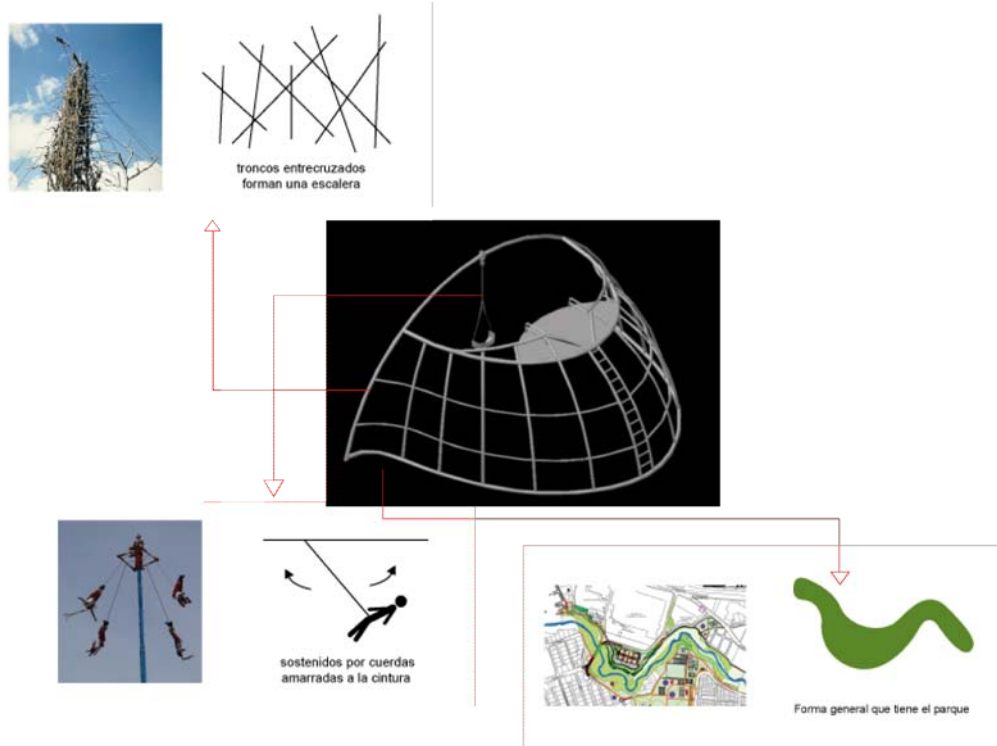 troncos entrecruzados
forman una escalera
sostenidos por cuerdas
amarradas a la cintura
Forma general que tiene el parque